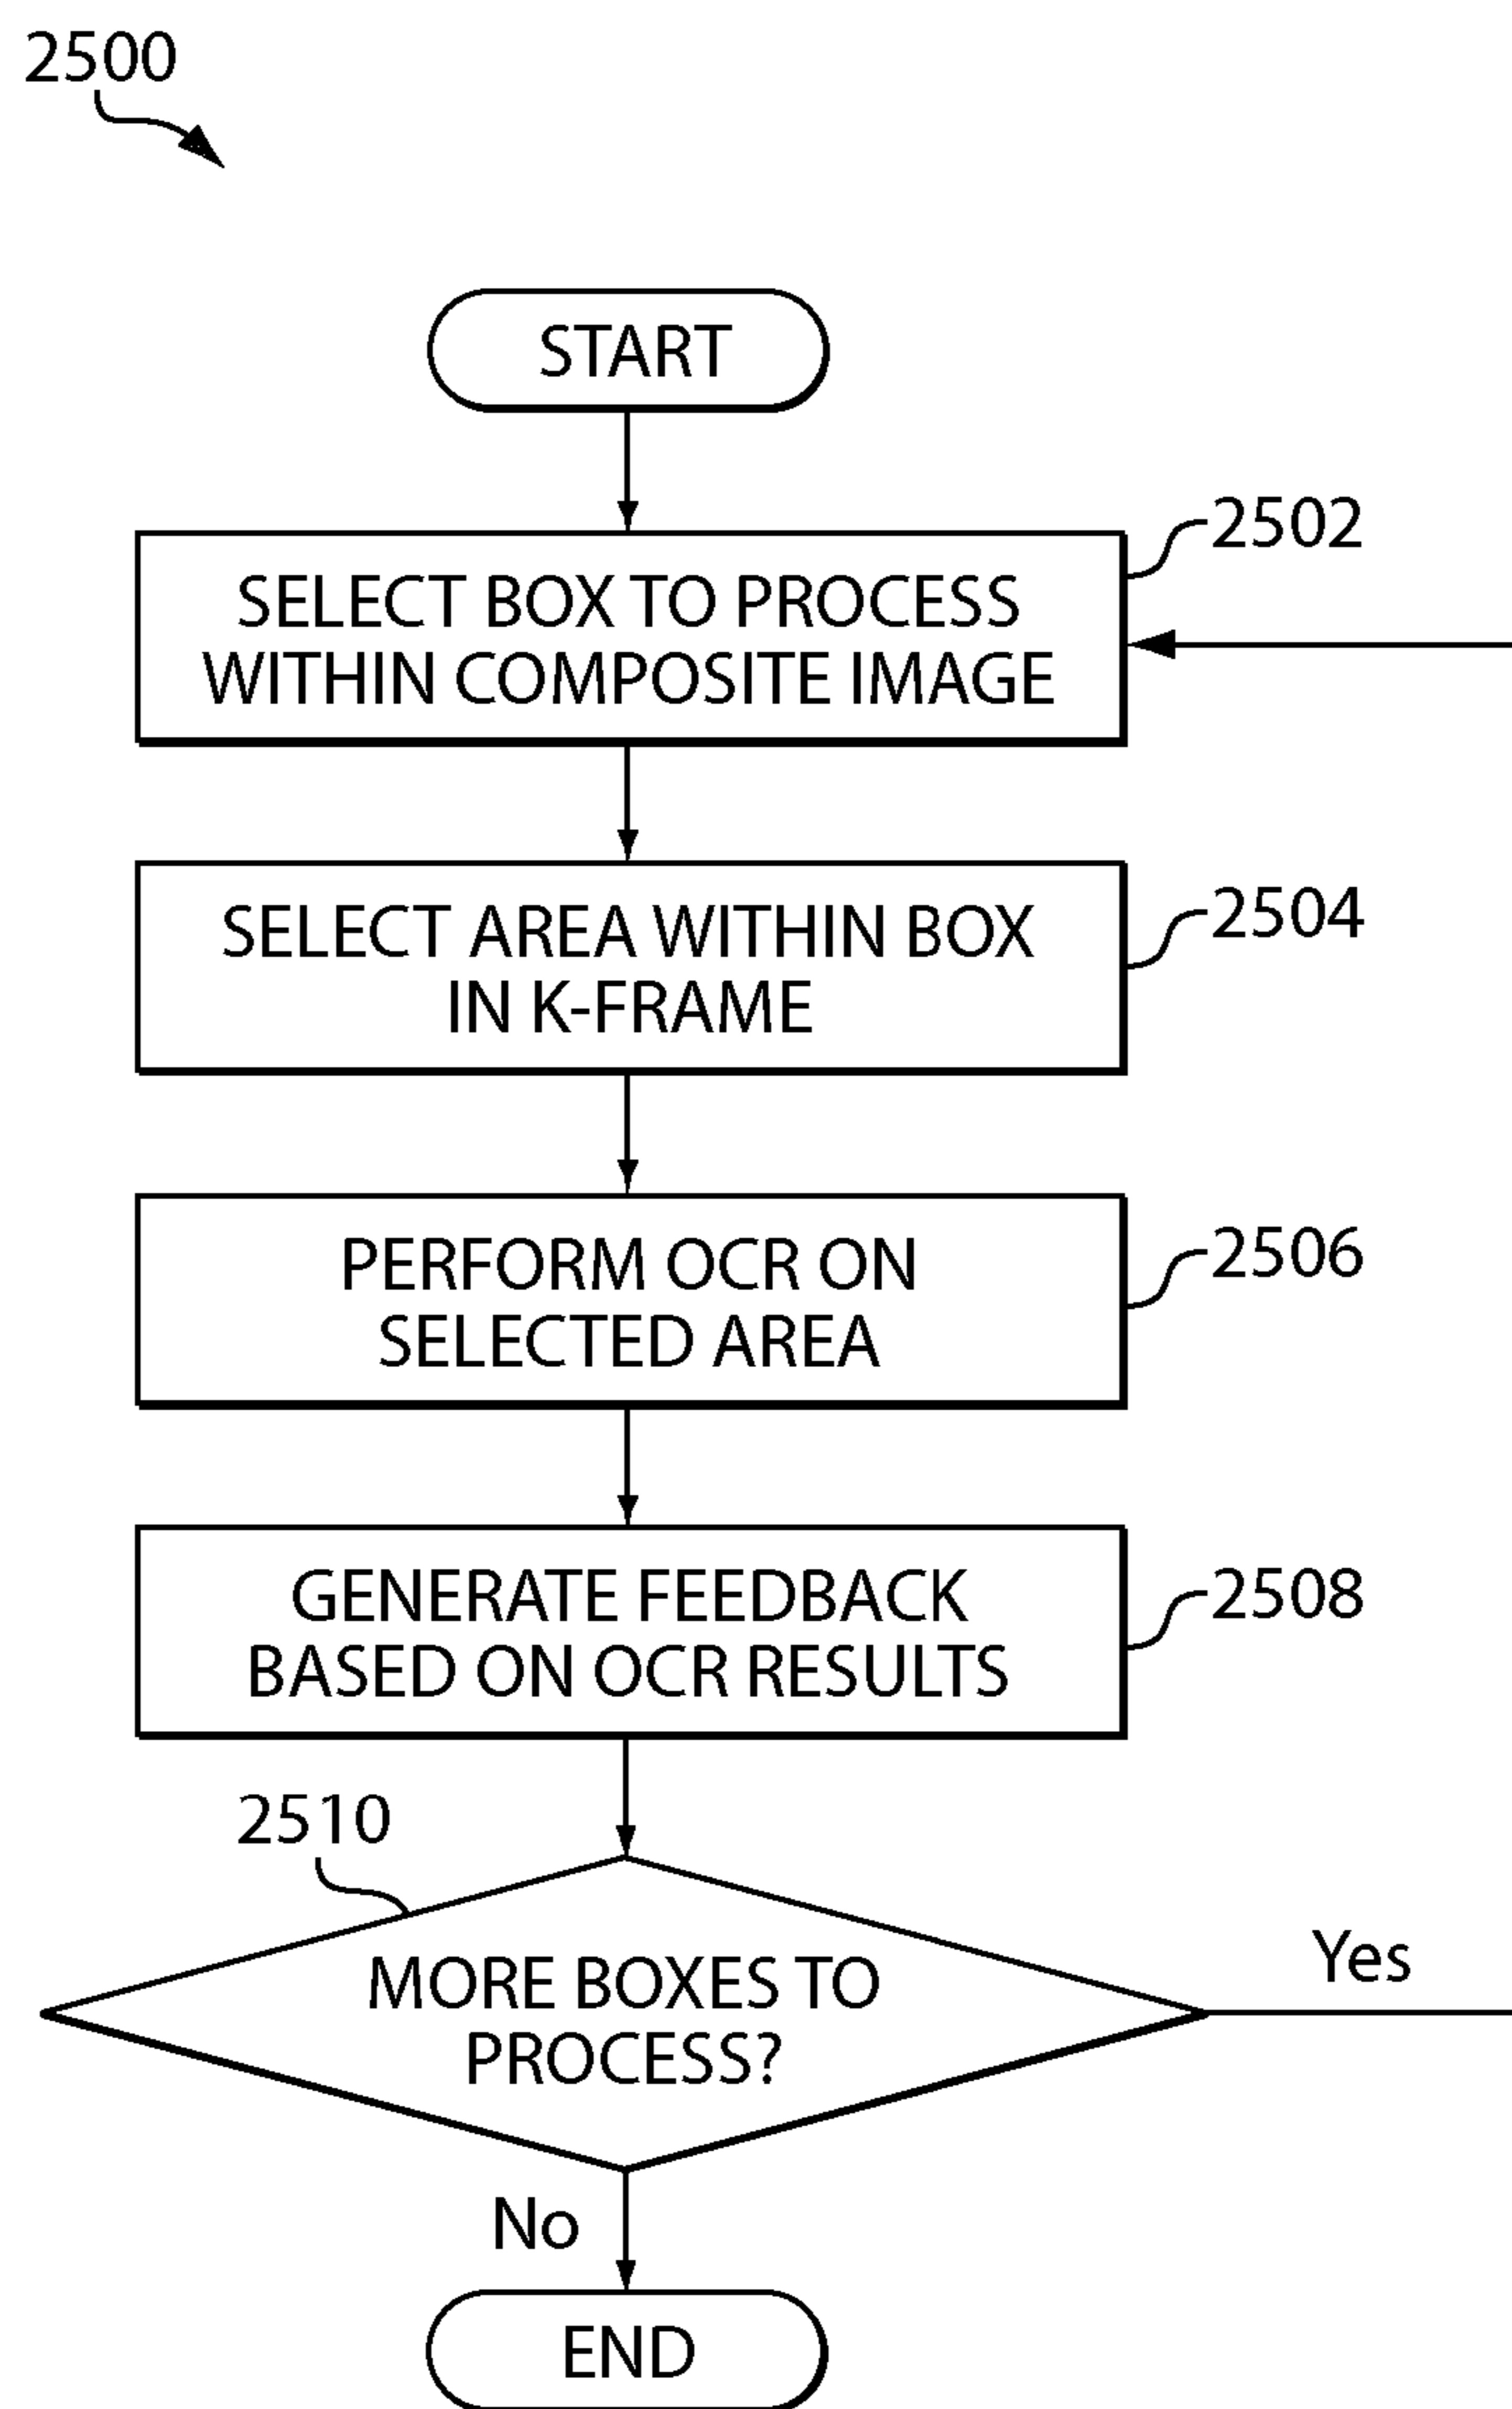 2500
START
2502
SELECT BOX TO PROCESS
WITHIN COMPOSITE IMAGE
2504
SELECT AREA WITHIN BOX
IN K-FRAME
2506
PERFORM OCR ON
SELECTED AREA
2508
GENERATE FEEDBACK
BASED ON OCR RESULTS
2510
MORE BOXES TO
PROCESS?
Yes
No
END